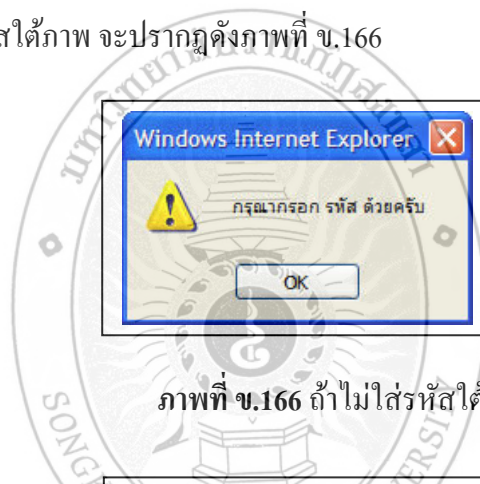 สใต้ภาพ จะปรากฏดังภาพที่ ข.166
Windows Internet Explorer
กรุณากรอก รหัส ด้วยครับ
OK
ภาพที่ ข.166 ถ้าไม่ใส่รหัสใต้